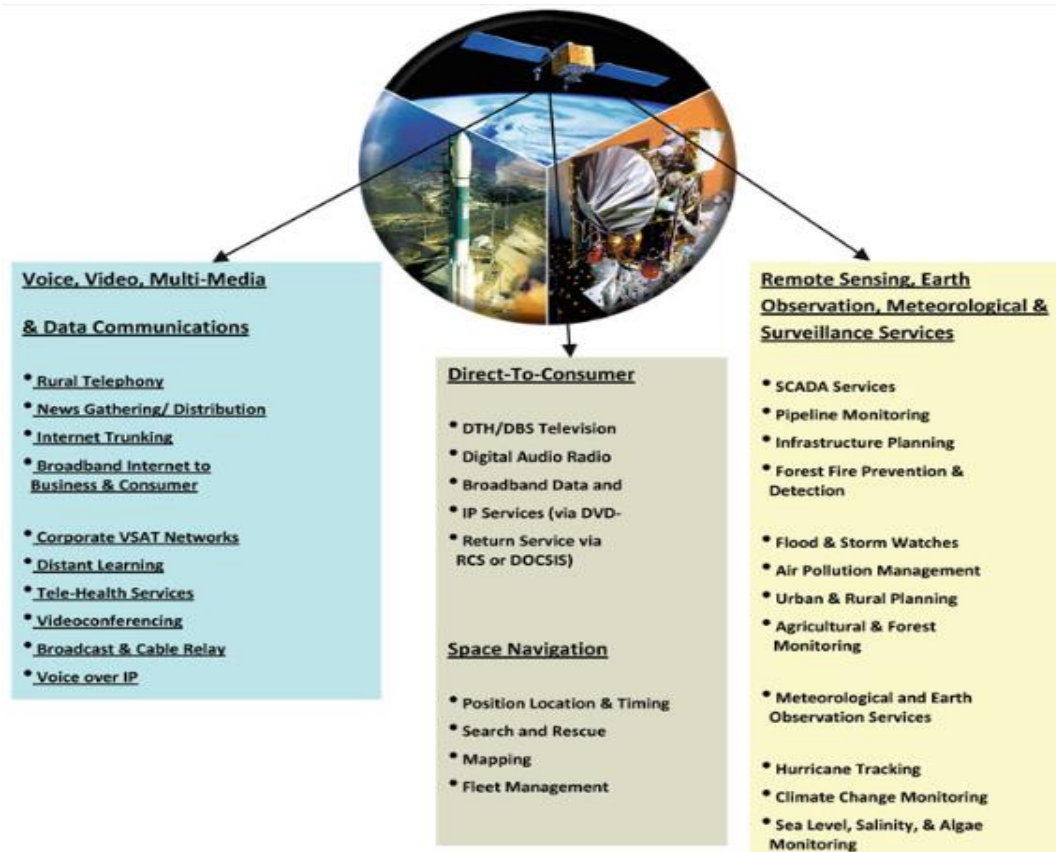 Voice, Video, Multi-Media
& Data Communications
• Rural Telephony
• News Gathering/ Distribution
• Internet Trunking
• Broadband Internet to
Business & Consumer
• Corporate VSAT Networks
• Distant Learning
• Tele-Health Services
• Videoconferencing
• Broadcast & Cable Relay
• Voice over IP
Direct-To-Consumer
• DTH/DBS Television
• Digital Audio Radio
• Broadband Data and
• IP Services (via DVD-
• Return Service via
RCS or DOCSIS)
Space Navigation
• Position Location & Timing
• Search and Rescue
• Mapping
• Fleet Management
Remote Sensing, Earth
Observation, Meteorological &
Surveillance Services
• SCADA Services
• Pipeline Monitoring
• Infrastructure Planning
• Forest Fire Prevention &
Detection
• Flood & Storm Watches
• Air Pollution Management
• Urban & Rural Planning
• Agricultural & Forest
Monitoring
• Meteorological and Earth
Observation Services
• Hurricane Tracking
• Climate Change Monitoring
• Sea Level, Salinity, & Algae
Monitoring